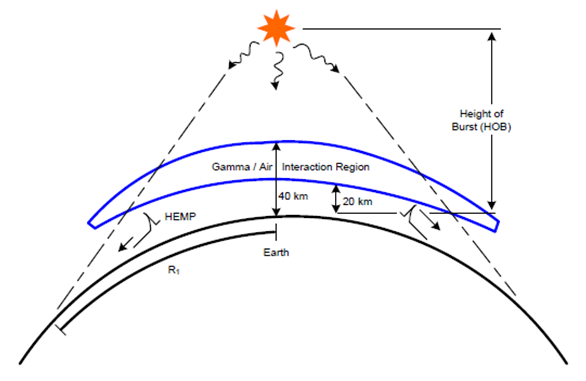 Height of
Burst (HOB)
Gamma / Air Interaction Region
40 km
20 km
HEMP
Earth
R1